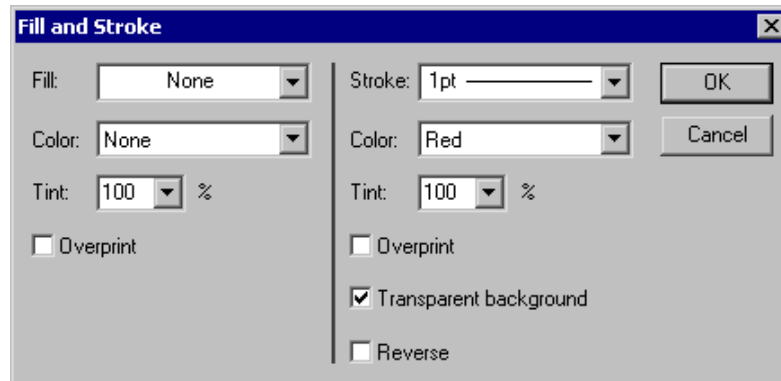 Fill and Stroke
Fill: None
Color: None
Tint: 100 %
Overprint
Stroke: 1pt
Color: Red
Tint: 100 %
Overprint
Transparent background
Reverse
OK
Cancel